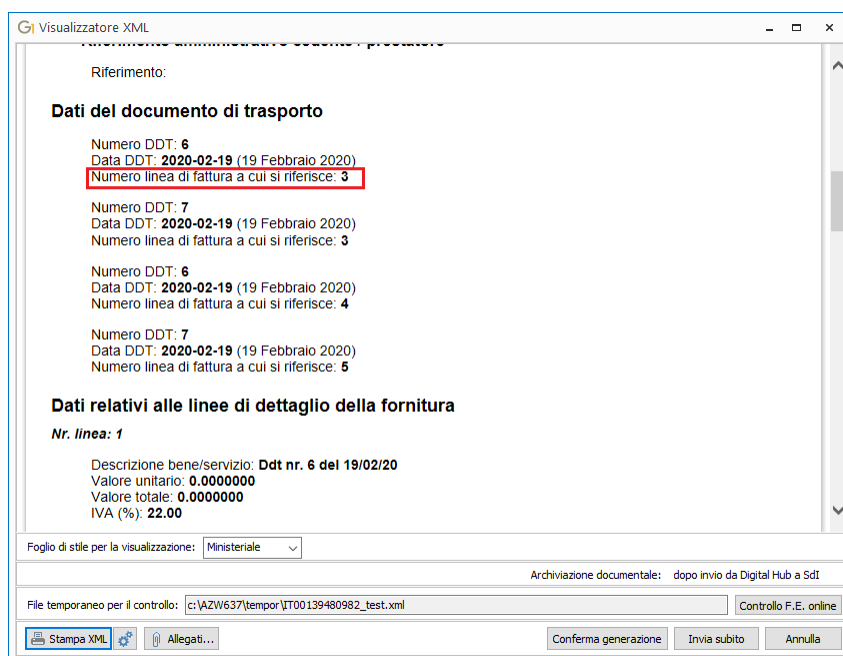 Visualizzatore XML
Riferimento amministrativo cedente / prestatore
Riferimento:
Dati del documento di trasporto
Numero DDT: 6
Data DDT: 2020-02-19 (19 Febbraio 2020)
Numero linea di fattura a cui si riferisce: 3
Numero DDT: 7
Data DDT: 2020-02-19 (19 Febbraio 2020)
Numero linea di fattura a cui si riferisce: 3
Numero DDT: 6
Data DDT: 2020-02-19 (19 Febbraio 2020)
Numero linea di fattura a cui si riferisce: 4
Numero DDT: 7
Data DDT: 2020-02-19 (19 Febbraio 2020)
Numero linea di fattura a cui si riferisce: 5
Dati relativi alle linee di dettaglio della fornitura
Nr. linea: 1
Descrizione bene/servizio: Ddt nr. 6 del 19/02/20
Valore unitario: 0.0000000
Valore totale: 0.0000000
IVA (%): 22.00
Foglio di stile per la visualizzazione: Ministeriale
Archiviazione documentale: dopo invio da Digital Hub a SdI
File temporaneo per il controllo: c:\AZW637\tempor\IT00139480982_test.xml Controllo F.E. online
Stampa XML Allegati... Conferma generazione Invia subito Annulla